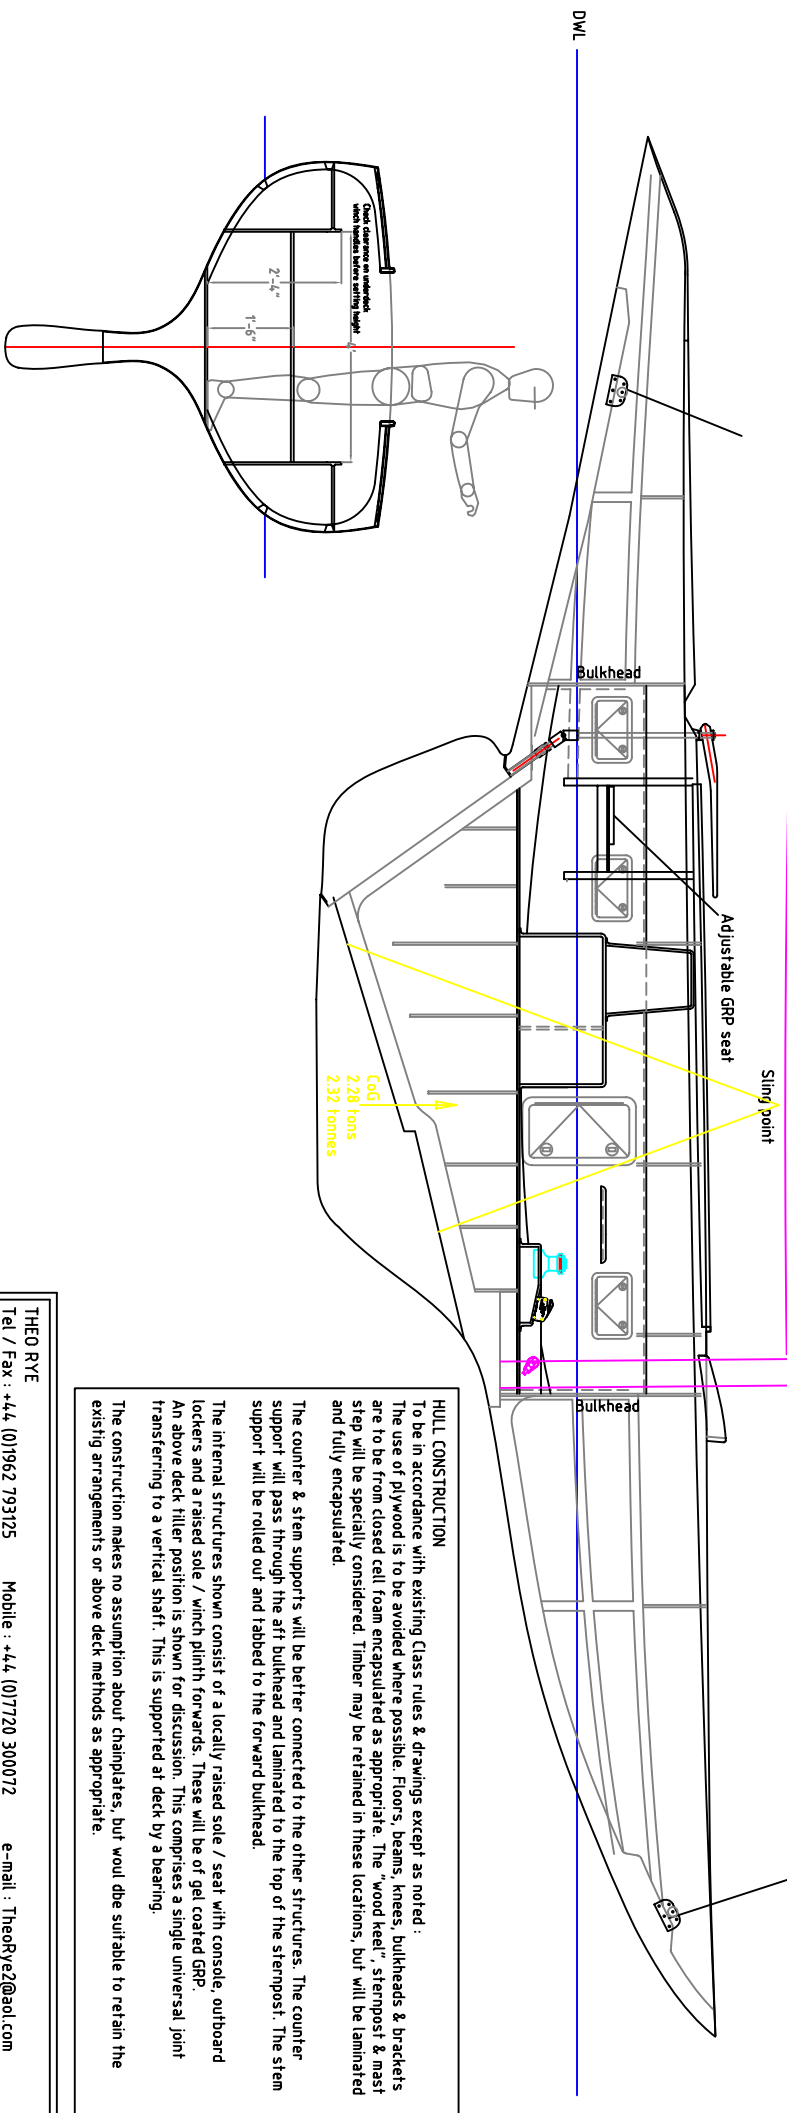 DWL
Check clearance on underdeck
winch handles before setting height
2'-4"
1'-6"
4'
Bulkhead
Adjustable GRP seat
Sling point
CoG
2.28 tons
2.32 tonnes
Bulkhead
HULL CONSTRUCTION
To be in accordance with existing Class rules & drawings except as noted :
The use of plywood is to be avoided where possible. Floors, beams, knees, bulkheads & brackets
are to be from closed cell foam encapsulated as appropriate. The "wood keel", sternpost & mast
step will be specially considered. Timber may be retained in these locations, but will be laminated
and fully encapsulated.
The counter & stem supports will be better connected to the other structures. The counter
support will pass through the aft bulkhead and laminated to the top of the sternpost. The stem
support will be rolled out and tabbed to the forward bulkhead.
The internal structures shown consist of a locally raised sole / seat with console, outboard
lockers and a raised sole / winch plinth forwards. These will be of gel coated GRP.
An above deck tiller position is shown for discussion. This comprises a single universal joint
transferring to a vertical shaft. This is supported at deck by a bearing.
The construction makes no assumption about chainplates, but woul dbe suitable to retain the
existig arrangements or above deck methods as appropriate.
THEO RYE
Tel / Fax : +44 (0)1962 793125 Mobile : +44 (0)7720 300072 e-mail : TheoRye2@aol.com